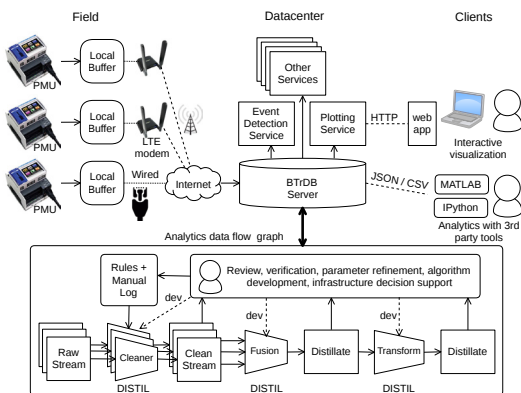 Field
Datacenter
Clients
PMU
Local
Buffer
PMU
Local
Buffer
LTE
modem
PMU
Local
Buffer
Wired
Internet
Other
Services
Event
Detection
Service
Plotting
Service
HTTP
web
app
Interactive
visualization
BTrDB
Server
JSON / CSV
MATLAB
IPython
Analytics with 3rd
party tools
Analytics data flow graph
Rules +
Manual
Log
Review, verification, parameter refinement, algorithm
development, infrastructure decision support
dev
dev
dev
Raw
Stream
Cleaner
Clean
Stream
Fusion
Distillate
Transform
Distillate
DISTIL
DISTIL
DISTIL